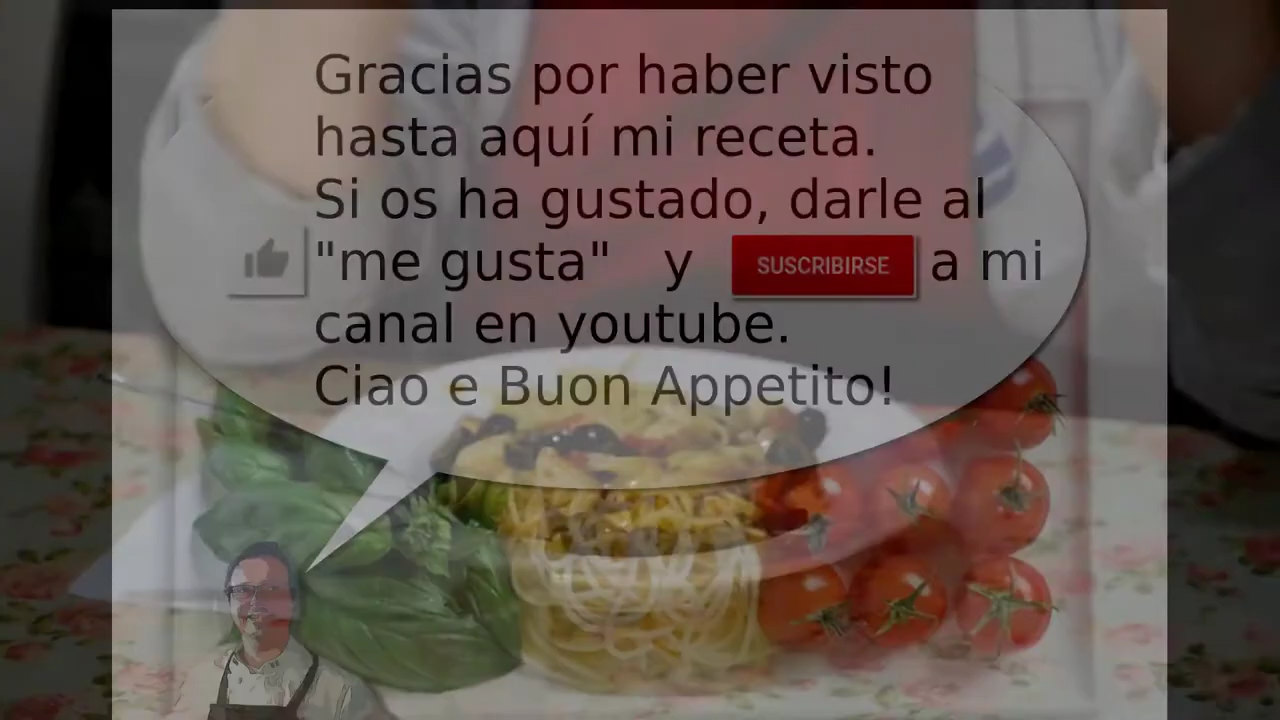 Gracias por haber visto
hasta aquí mi receta.
Si os ha gustado, darle al
"me gusta" y SUSCRIBIRSE a mi
canal en youtube.
Ciao e Buon Appetito!